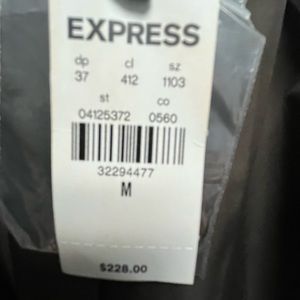 EXPRESS
dp cl sz
37 412 1103
st co
04125372 0560
32294477
M
$228.00